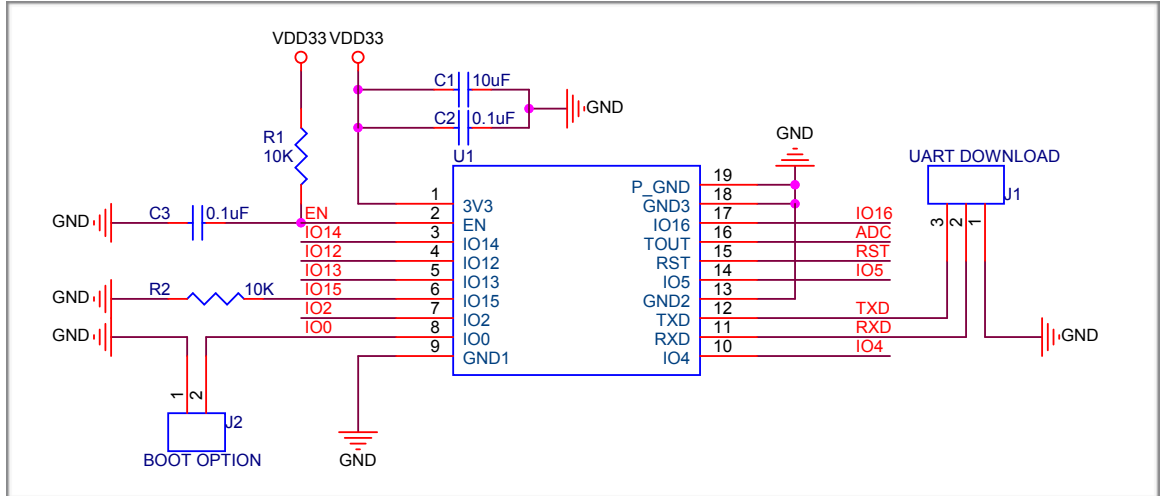 VDD33 VDD33
C1 10uF
GND
C2 0.1uF
R1
10K
U1
GND
UART DOWNLOAD
J1
GND C3 0.1uF EN
IO14
IO12
IO13
GND R2 10K IO15
IO2
GND IO0
1 3V3
2 EN
3 IO14
4 IO12
5 IO13
6 IO15
7 IO2
8 IO0
9 GND1
P_GND 19
GND3 18
IO16 17 IO16
TOUT 16 ADC
RST 15 RST
IO5 14 IO5
GND2 13
TXD 12 TXD
RXD 11 RXD
IO4 10 IO4
3 2 1
GND
1 2
J2
BOOT OPTION
GND